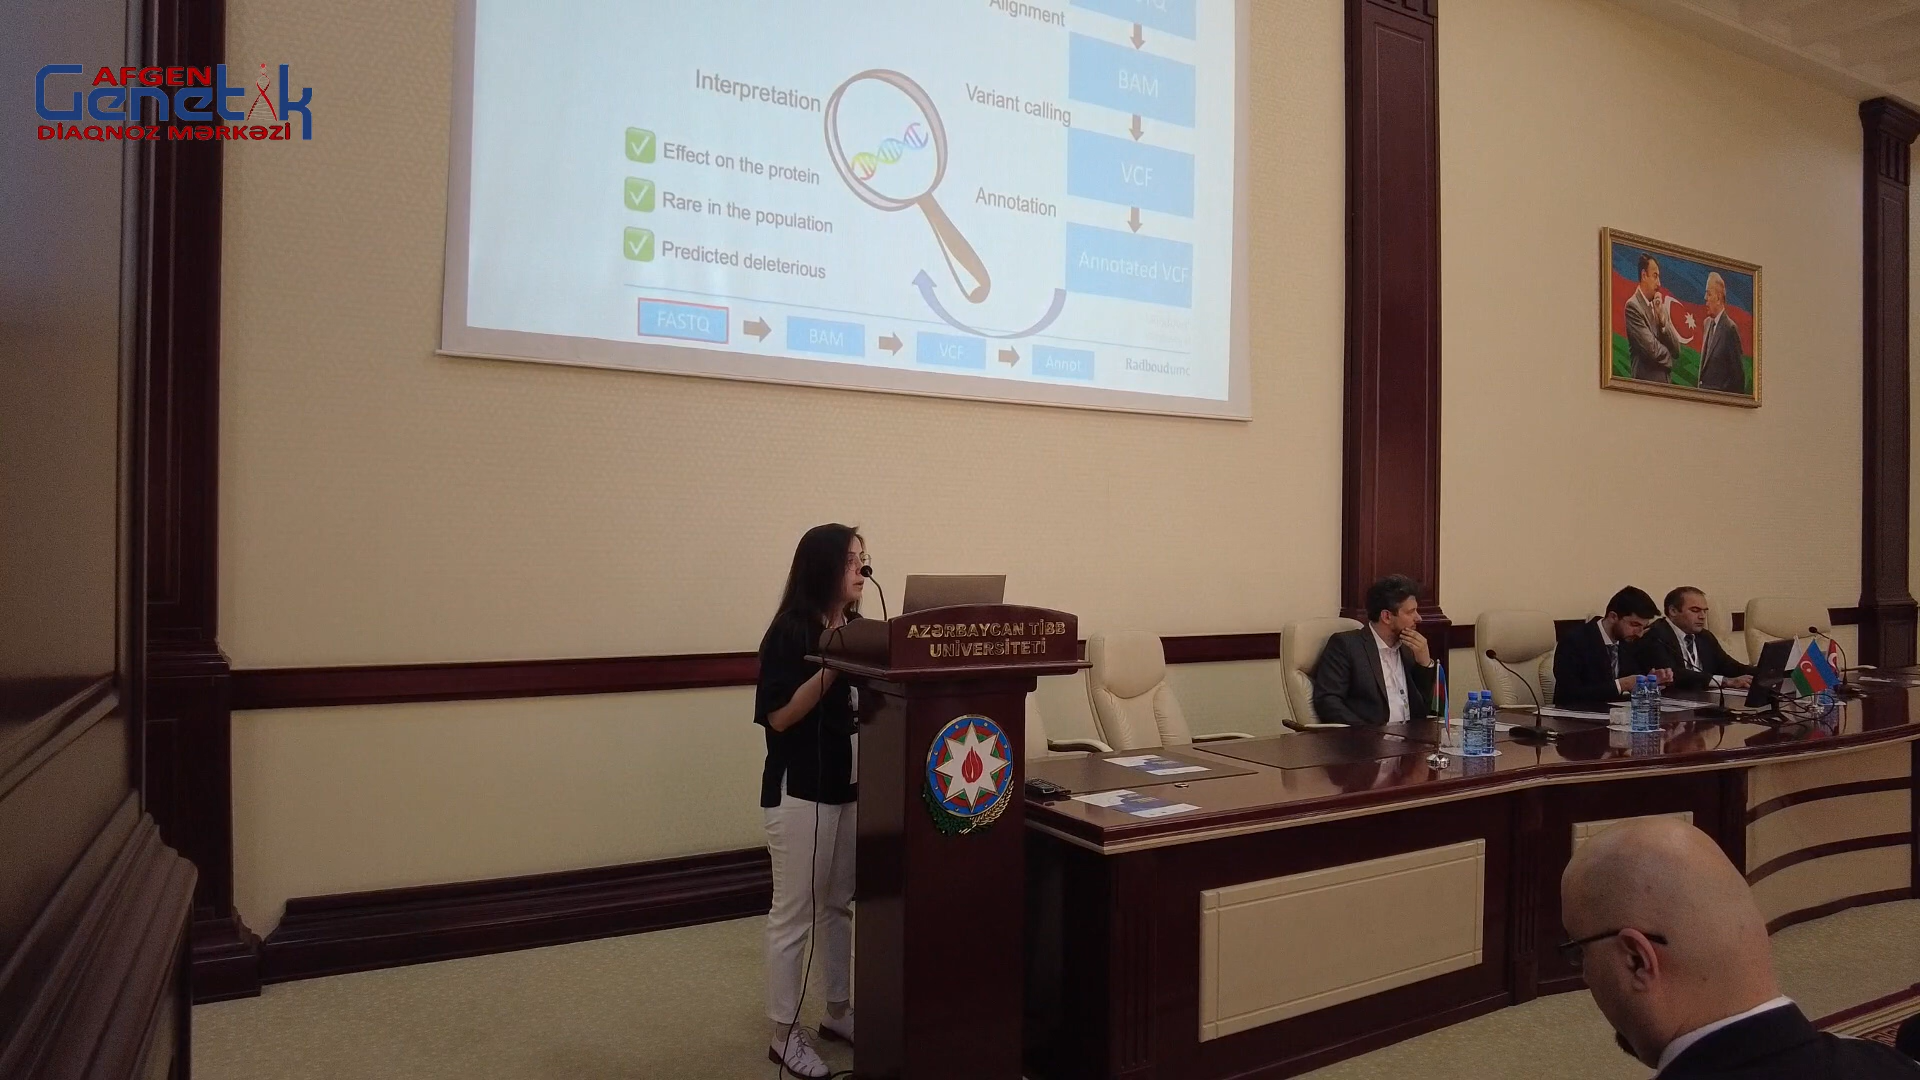 AFGEN
Genetik
DİAQNOZ MƏRKƏZİ
Alignment
BAM
Interpretation
Variant calling
VCF
Effect on the protein
Rare in the population
Predicted deleterious
Annotation
Annotated VCF
FASTQ
BAM
VCF
Annot
Radboudumc
AZƏRBAYCAN TİBB
UNİVERSİTETİ